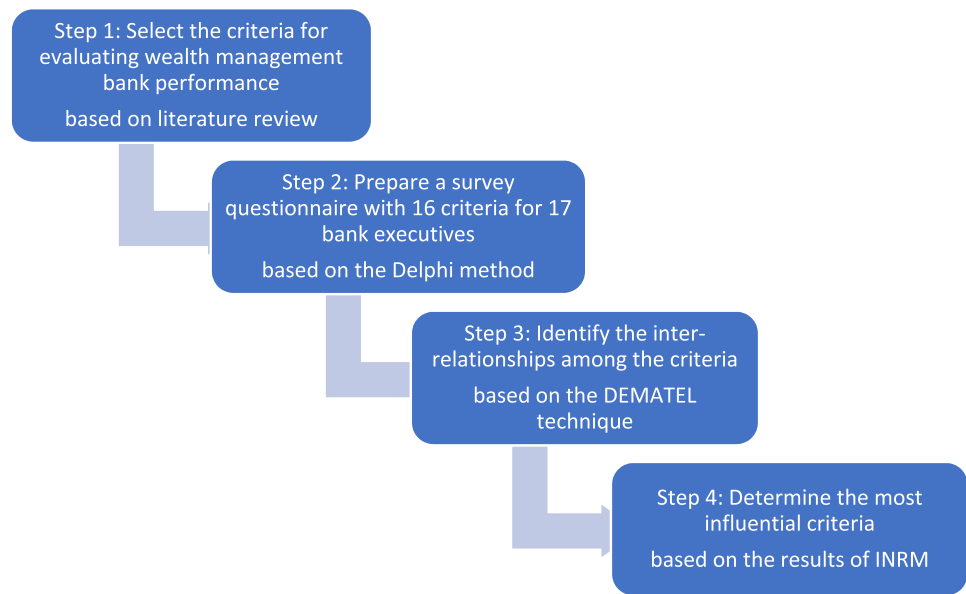 Step 1: Select the criteria for
evaluating wealth management
bank performance
based on literature review
Step 2: Prepare a survey
questionnaire with 16 criteria for 17
bank executives
based on the Delphi method
Step 3: Identify the inter-
relationships among the criteria
based on the DEMATEL
technique
Step 4: Determine the most
influential criteria
based on the results of INRM